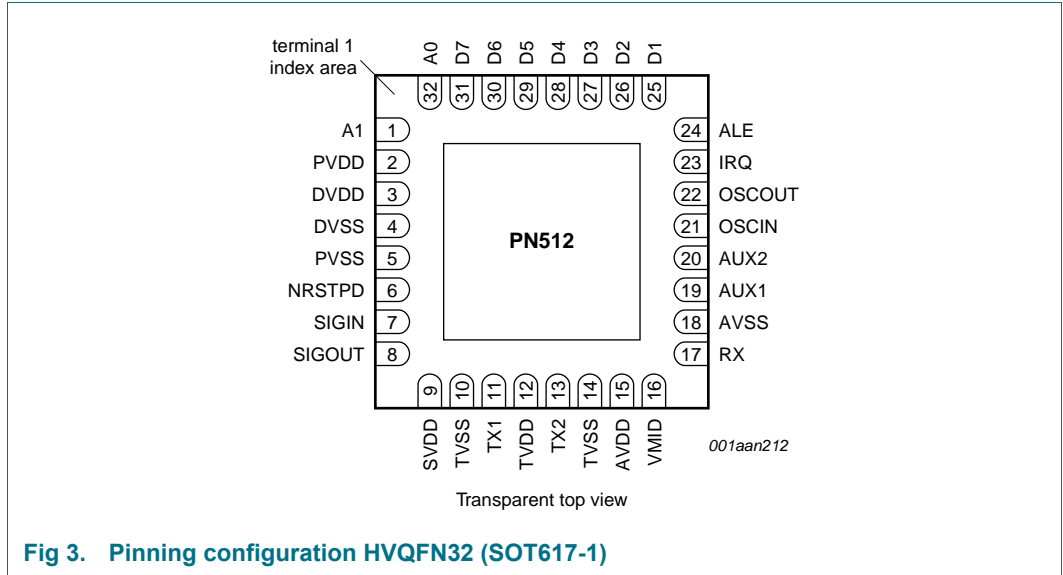 terminal 1
index area
A0 D7 D6 D5 D4 D3 D2 D1
32 31 30 29 28 27 26 25
A1 1 24 ALE
PVDD 2 23 IRQ
DVDD 3 22 OSCOUT
DVSS 4 21 OSCIN
PVSS 5 20 AUX2
NRSTPD 6 19 AUX1
SIGIN 7 18 AVSS
SIGOUT 8 17 RX
PN512
9 10 11 12 13 14 15 16
SVDD TVSS TX1 TVDD TX2 TVSS AVDD VMID
001aan212
Transparent top view
Fig 3. Pinning configuration HVQFN32 (SOT617-1)